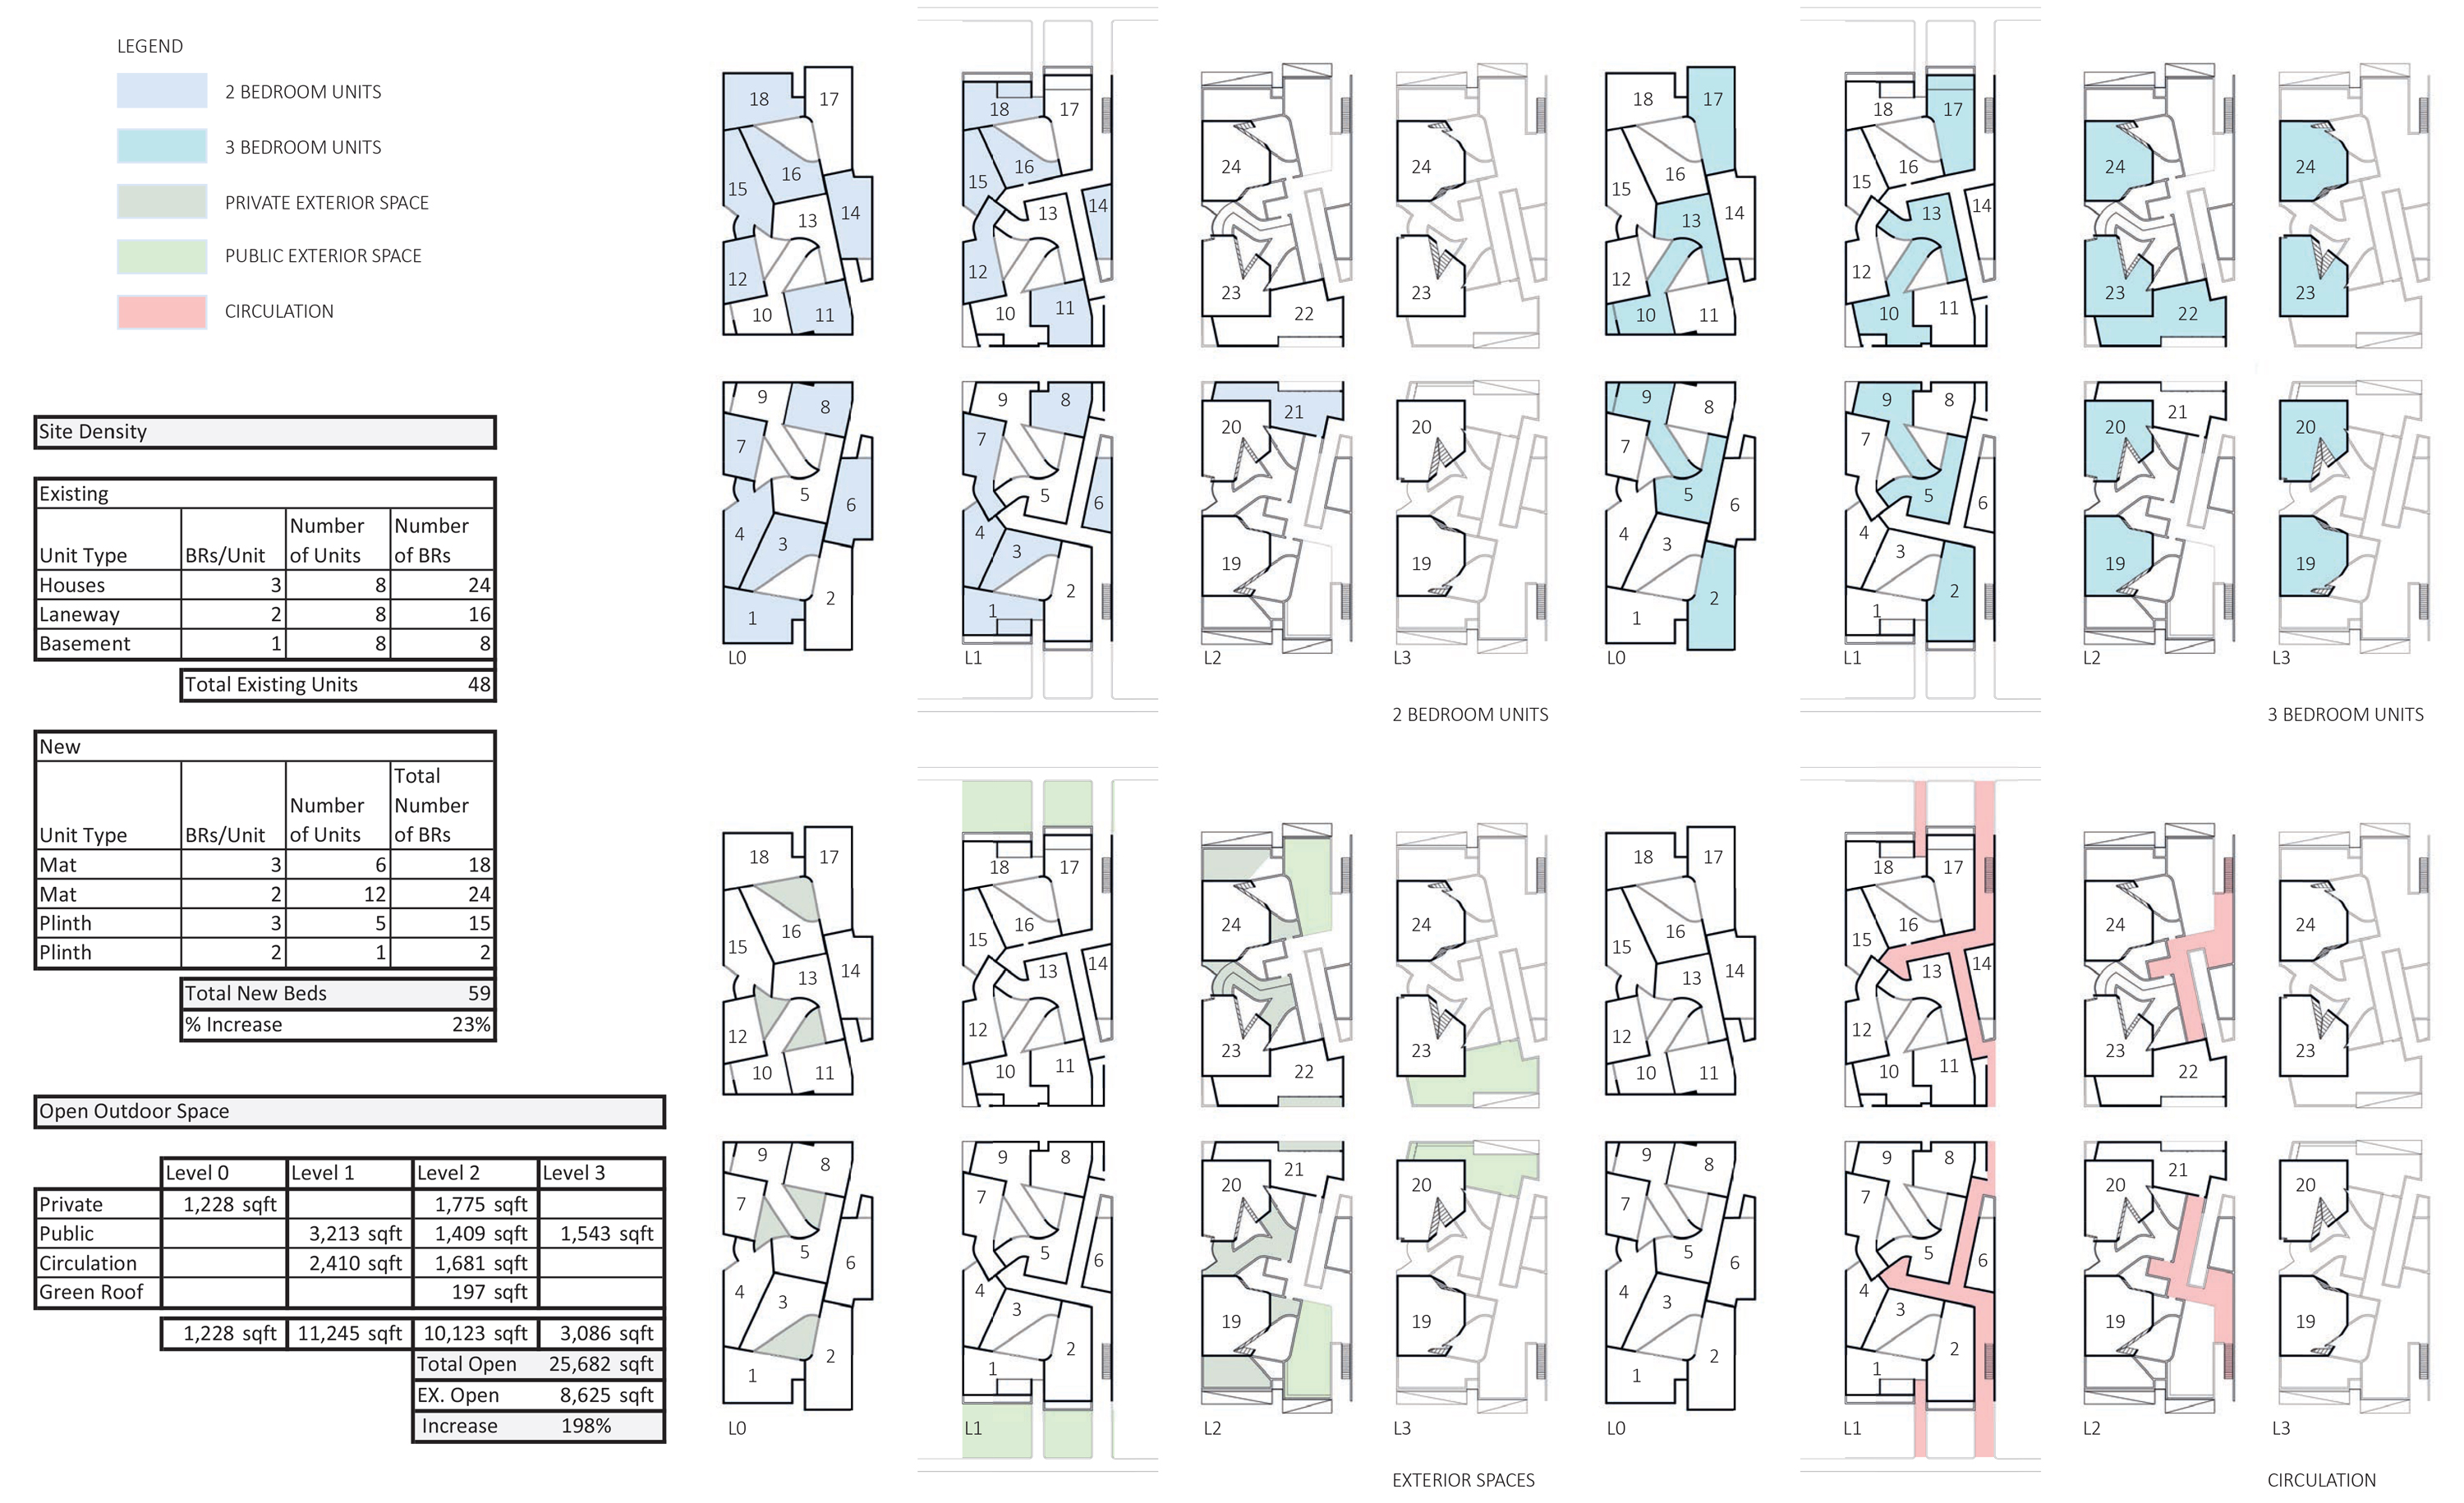 LEGEND
2 BEDROOM UNITS
3 BEDROOM UNITS
PRIVATE EXTERIOR SPACE
PUBLIC EXTERIOR SPACE
CIRCULATION
Site Density
Existing
Unit Type BRs/Unit Number of Units Number of BRs
Houses 3 8 24
Laneway 2 8 16
Basement 1 8 8
Total Existing Units 48
New
Unit Type BRs/Unit Number of Units Total Number of BRs
Mat 3 6 18
Mat 2 12 24
Plinth 3 5 15
Plinth 2 1 2
Total New Beds 59
% Increase 23%
Open Outdoor Space
Level 0 Level 1 Level 2 Level 3
Private 1,228 sqft 1,775 sqft
Public 3,213 sqft 1,409 sqft 1,543 sqft
Circulation 2,410 sqft 1,681 sqft
Green Roof 197 sqft
1,228 sqft 11,245 sqft 10,123 sqft 3,086 sqft
Total Open 25,682 sqft
EX. Open 8,625 sqft
Increase 198%
18 17 16 15 14 13 12 10 11
9 8 7 5 6 4 3 2 1
L0
18 17 16 15 14 13 12 10 11
9 8 7 5 6 4 3 2 1
L1
24 23 22
21 20 19
L2
24 23
20 19
L3
2 BEDROOM UNITS
18 17 16 15 14 13 12 10 11
9 8 7 5 6 4 3 2 1
L0
18 17 16 15 14 13 12 10 11
9 8 7 5 6 4 3 2 1
L1
24 23 22
21 20 19
L2
24 23
20 19
L3
3 BEDROOM UNITS
18 17 16 15 14 13 12 10 11
9 8 7 5 6 4 3 2 1
L0
18 17 16 15 14 13 12 10 11
9 8 7 5 6 4 3 2 1
L1
24 23 22
21 20 19
L2
24 23
20 19
L3
EXTERIOR SPACES
18 17 16 15 14 13 12 10 11
9 8 7 5 6 4 3 2 1
L0
18 17 16 15 14 13 12 10 11
9 8 7 5 6 4 3 2 1
L1
24 23 22
21 20 19
L2
24 23
20 19
L3
CIRCULATION